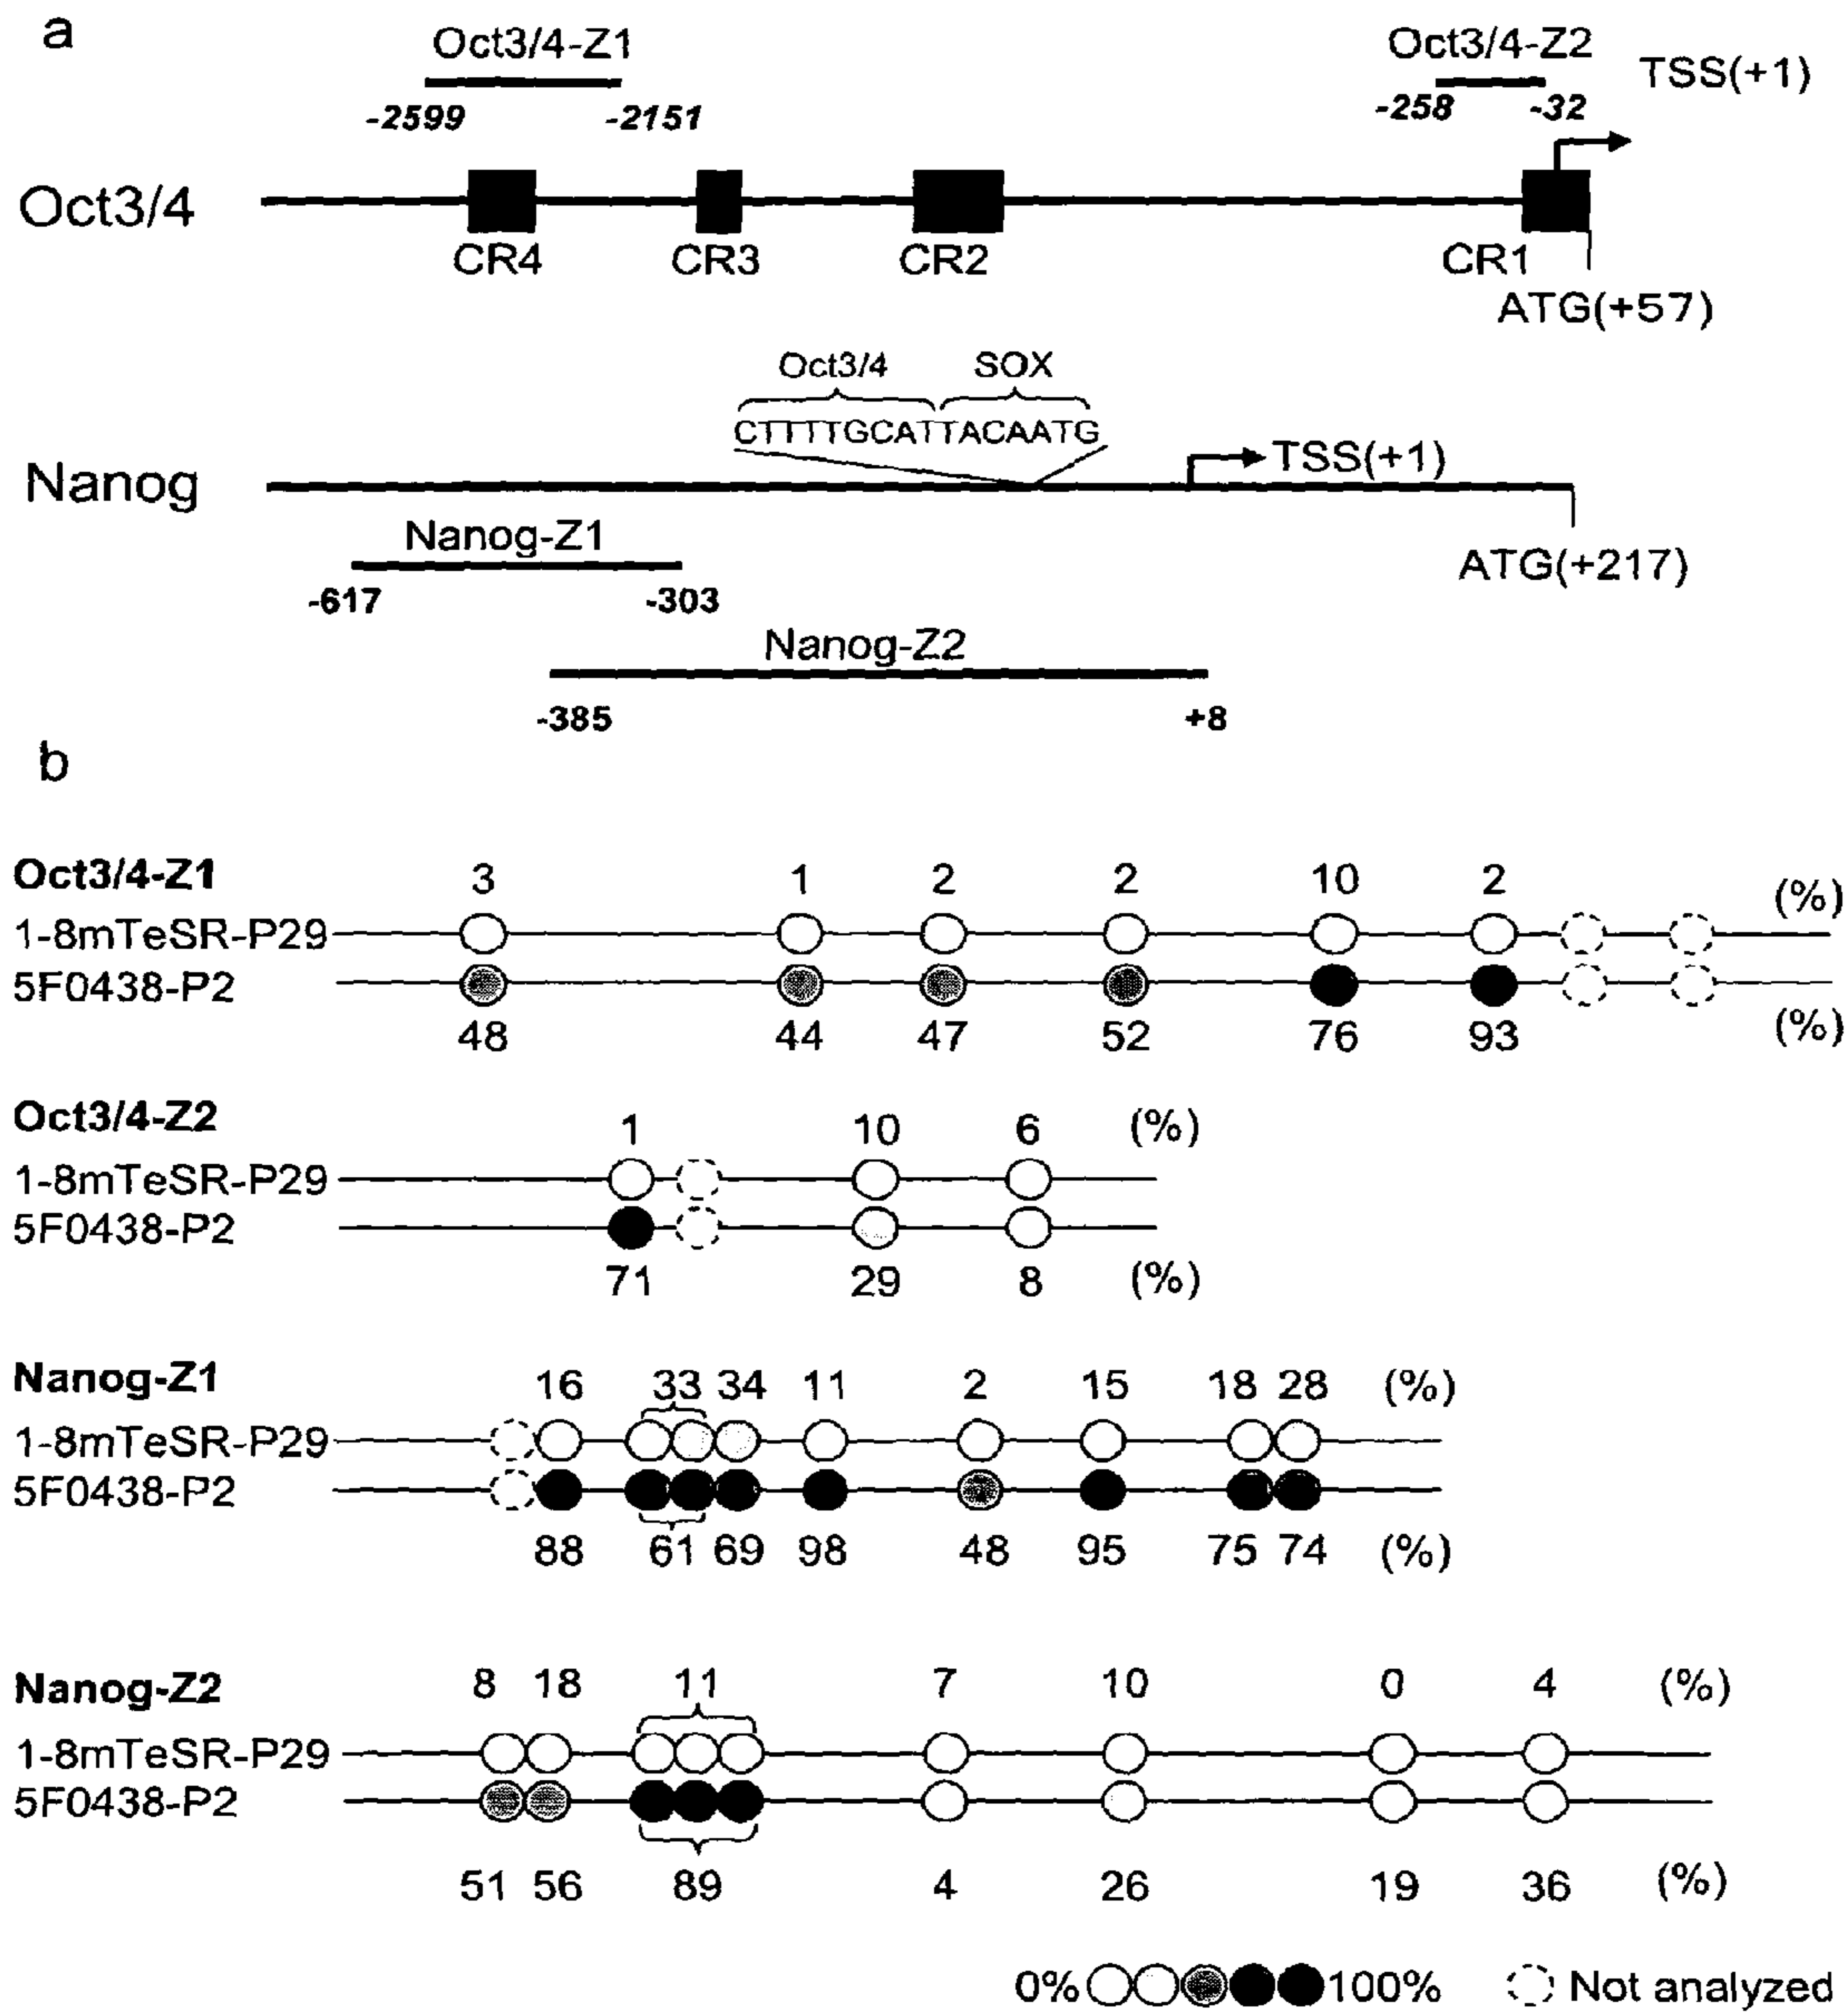 a
Oct3/4-Z1 Oct3/4-Z2 TSS(+1)
-2599 -2151 -258 -32
Oct3/4
CR4 CR3 CR2 CR1
ATG(+57)
Oct3/4 SOX
CTTTTGCATTACAATG
Nanog TSS(+1)
Nanog-Z1 ATG(+217)
-617 -303
Nanog-Z2
-385 +8
b
Oct3/4-Z1 3 1 2 2 10 2 (%)
1-8mTeSR-P29
5F0438-P2
48 44 47 52 76 93 (%)
Oct3/4-Z2 1 10 6 (%)
1-8mTeSR-P29
5F0438-P2
71 29 8 (%)
Nanog-Z1 16 33 34 11 2 15 18 28 (%)
1-8mTeSR-P29
5F0438-P2
88 61 69 98 48 95 75 74 (%)
Nanog-Z2 8 18 11 7 10 0 4 (%)
1-8mTeSR-P29
5F0438-P2
51 56 89 4 26 19 36 (%)
0% 100% Not analyzed